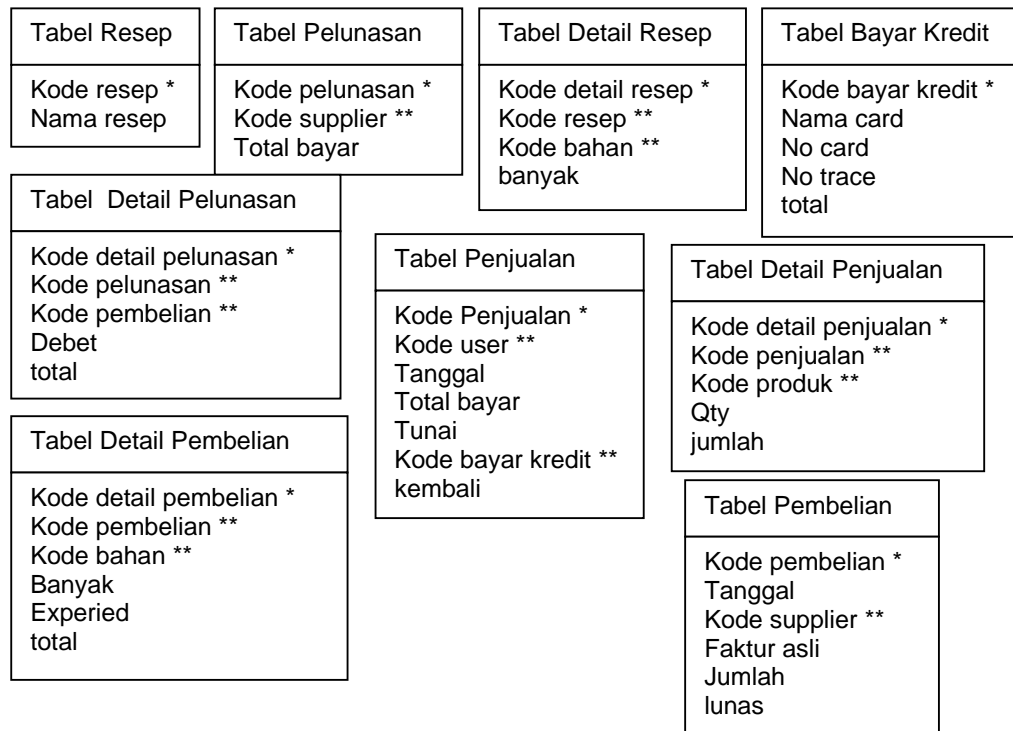 Tabel Resep
Kode resep *
Nama resep
Tabel Pelunasan
Kode pelunasan *
Kode supplier **
Total bayar
Tabel Detail Resep
Kode detail resep *
Kode resep **
Kode bahan **
banyak
Tabel Bayar Kredit
Kode bayar kredit *
Nama card
No card
No trace
total
Tabel Detail Pelunasan
Kode detail pelunasan *
Kode pelunasan **
Kode pembelian **
Debet
total
Tabel Penjualan
Kode Penjualan *
Kode user **
Tanggal
Total bayar
Tunai
Kode bayar kredit **
kembali
Tabel Detail Penjualan
Kode detail penjualan *
Kode penjualan **
Kode produk **
Qty
jumlah
Tabel Detail Pembelian
Kode detail pembelian *
Kode pembelian **
Kode bahan **
Banyak
Experied
total
Tabel Pembelian
Kode pembelian *
Tanggal
Kode supplier **
Faktur asli
Jumlah
lunas